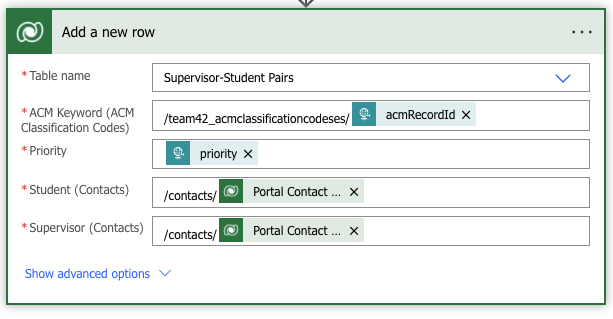 Add a new row
...
* Table name
Supervisor-Student Pairs
* ACM Keyword (ACM
Classification Codes)
/team42_acmclassificationcodeses/ acmRecordId ×
* Priority
priority ×
* Student (Contacts)
/contacts/ Portal Contact ... ×
* Supervisor (Contacts)
/contacts/ Portal Contact ... ×
Show advanced options